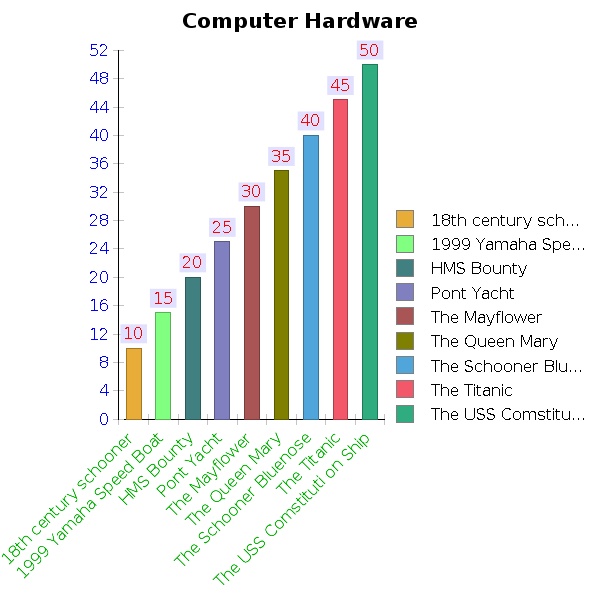 Computer Hardware
52
48
44
40
36
32
28
24
20
16
12
8
4
0
10
15
20
25
30
35
40
45
50
18th century schooner
1999 Yamaha Speed Boat
HMS Bounty
Pont Yacht
The Mayflower
The Queen Mary
The Schooner Bluenose
The Titanic
The USS Comstituti on Ship
18th century sch...
1999 Yamaha Spe...
HMS Bounty
Pont Yacht
The Mayflower
The Queen Mary
The Schooner Blu...
The Titanic
The USS Comstitu...